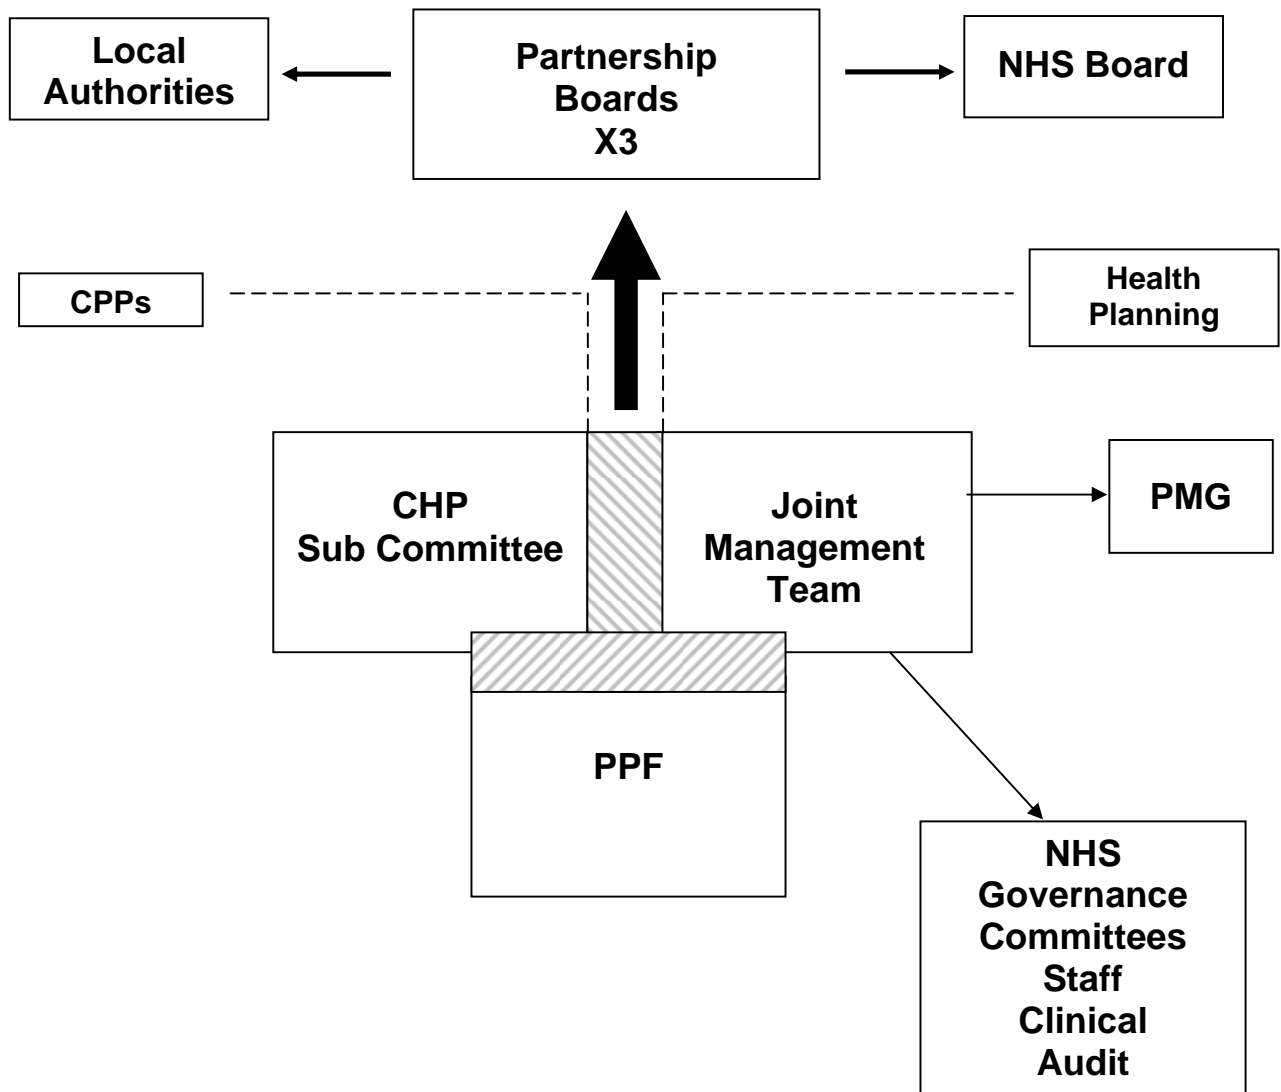 Local
Authorities
Partnership
Boards
X3
NHS Board
CPPs
Health
Planning
CHP
Sub Committee
Joint
Management
Team
PMG
PPF
NHS
Governance
Committees
Staff
Clinical
Audit